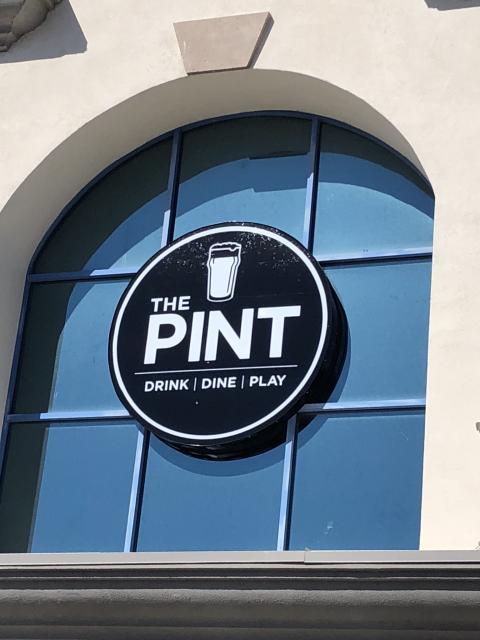 THE
PINT
DRINK | DINE | PLAY